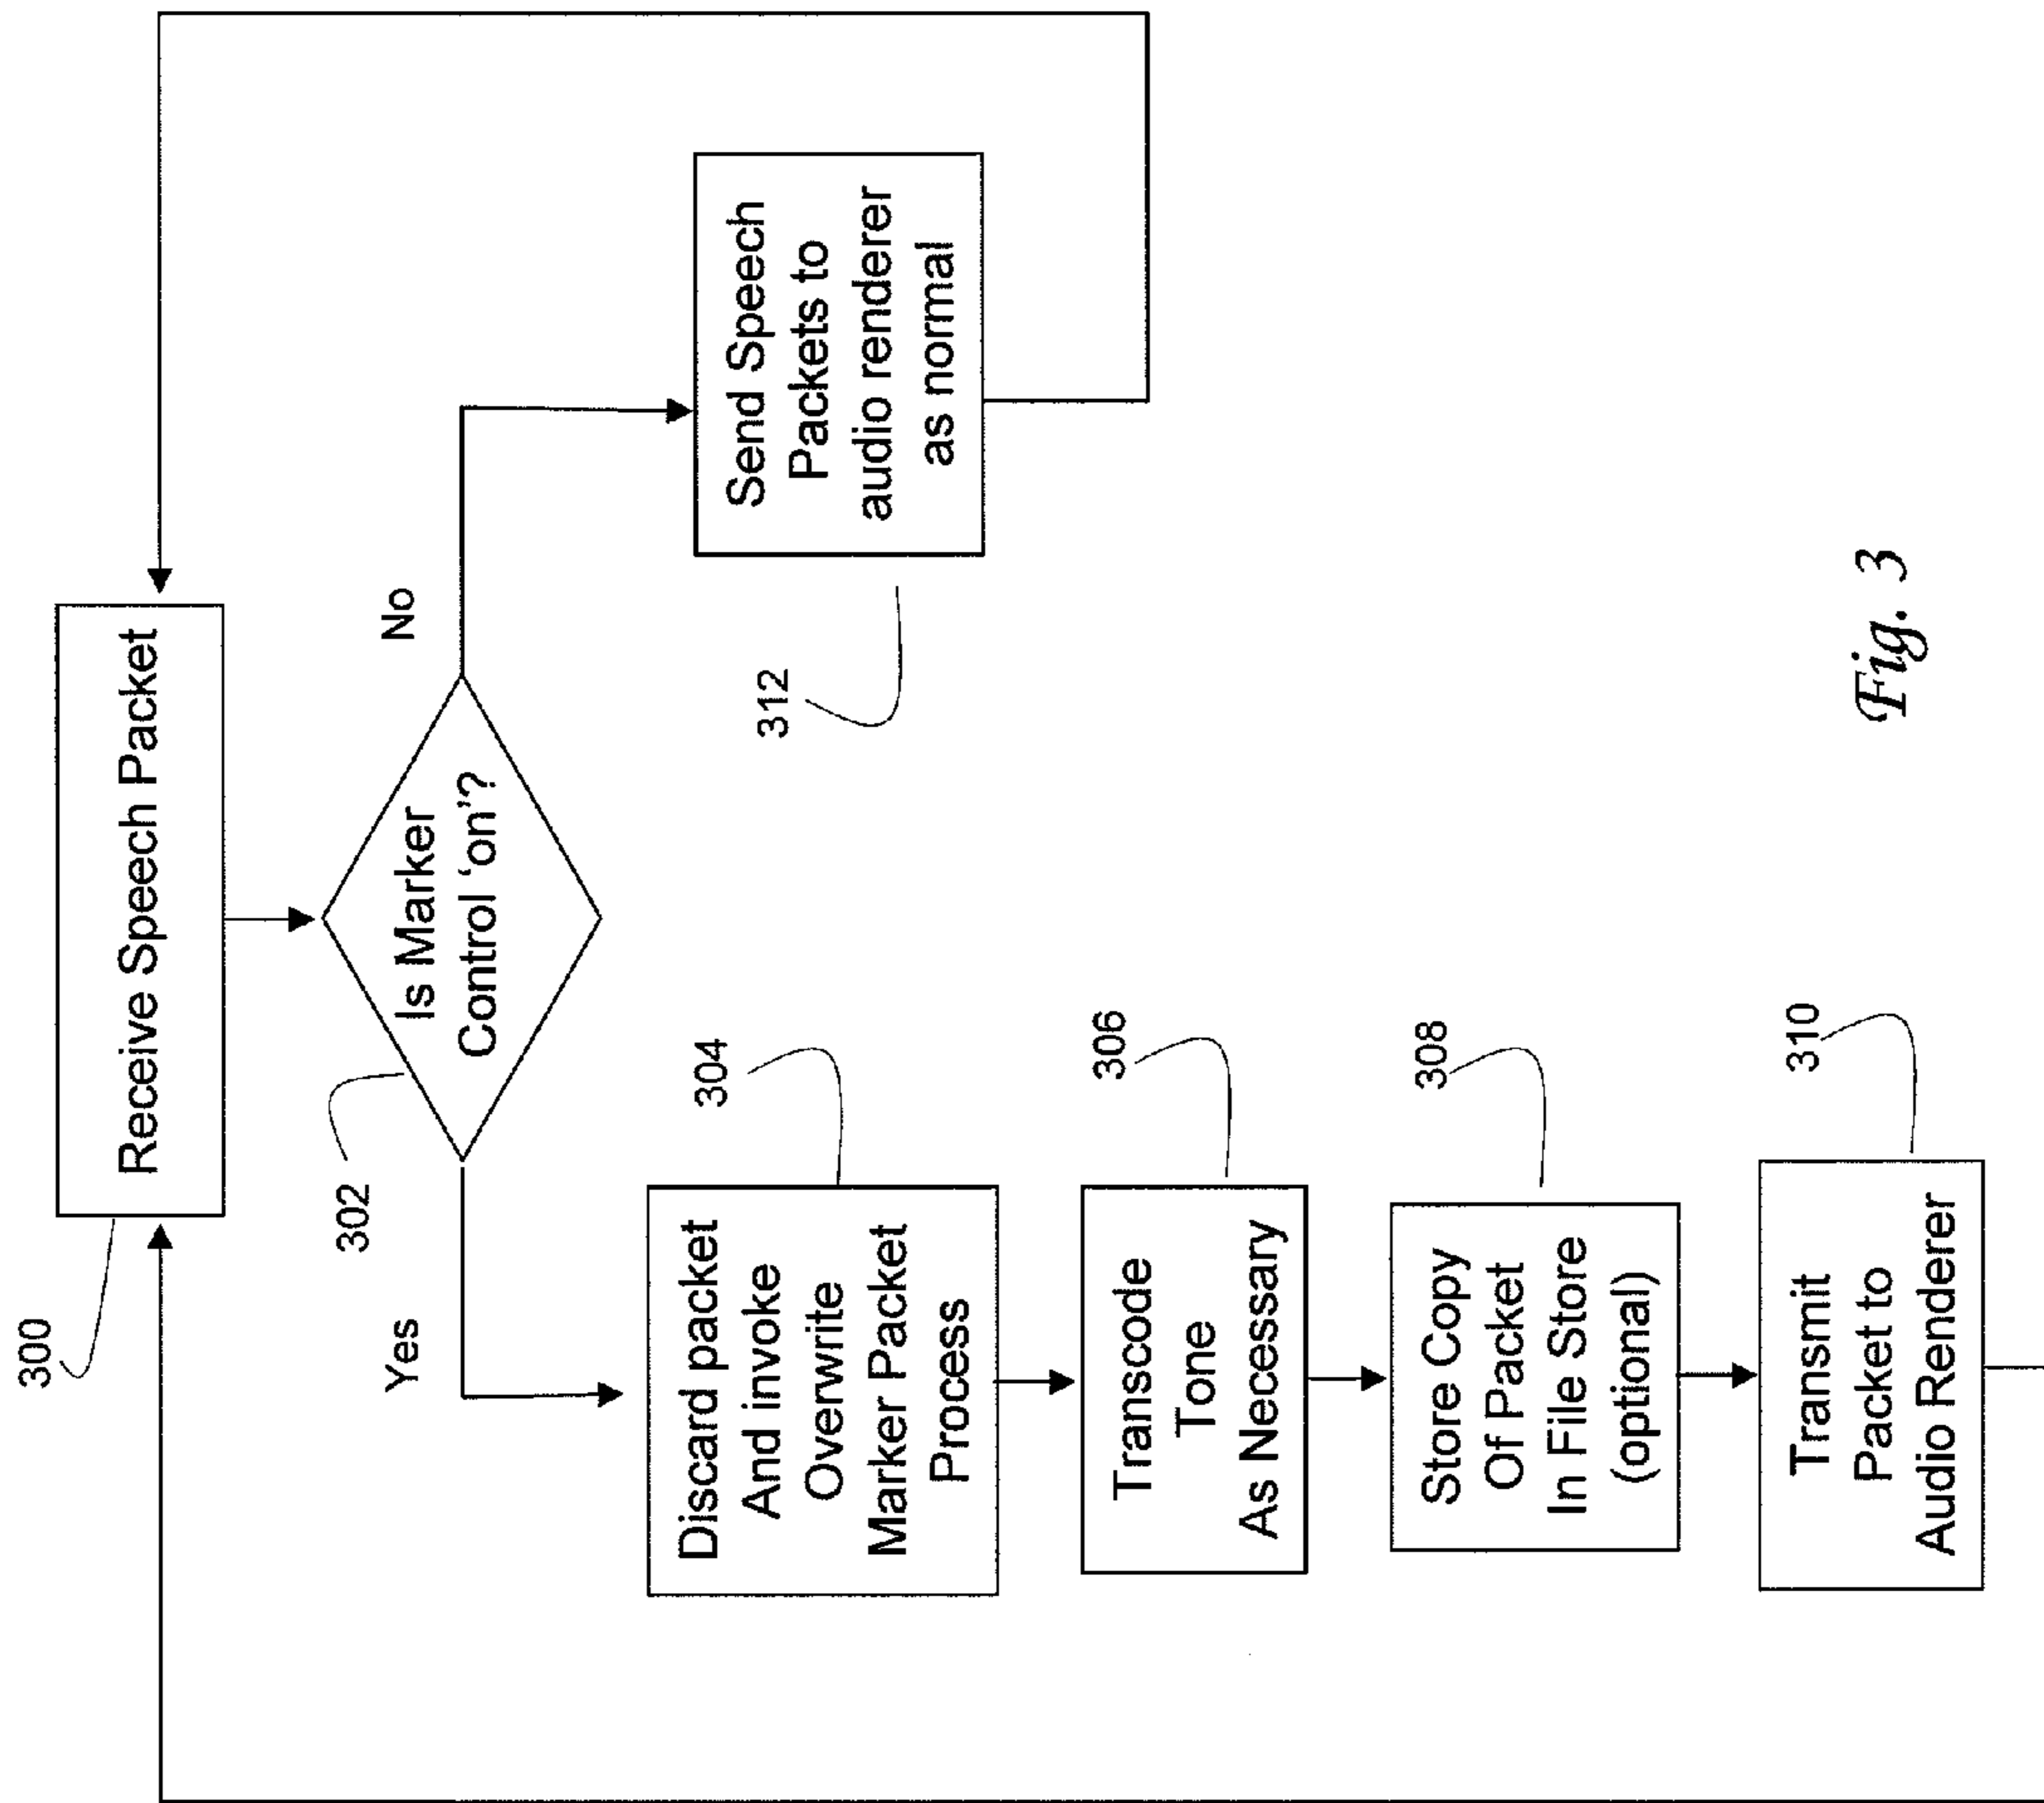 300
Receive Speech Packet
302
Is Marker
Control ‘on’?
Yes
No
304
Discard packet
And invoke
Overwrite
Marker Packet
Process
306
Transcode
Tone
As Necessary
308
Store Copy
Of Packet
In File Store
(optional)
310
Transmit
Packet to
Audio Renderer
312
Send Speech
Packets to
audio renderer
as normal
Fig. 3